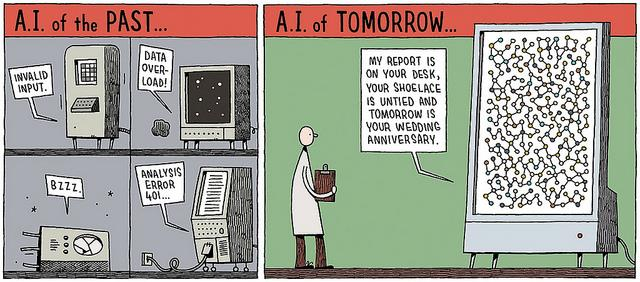 A.I. of the PAST...
INVALID
INPUT.
DATA
OVER-
LOAD!
BZZZ.
ANALYSIS
ERROR
401...
A.I. of TOMORROW...
MY REPORT IS
ON YOUR DESK,
YOUR SHOELACE
IS UNTIED AND
TOMORROW IS
YOUR WEDDING
ANNIVERSARY.